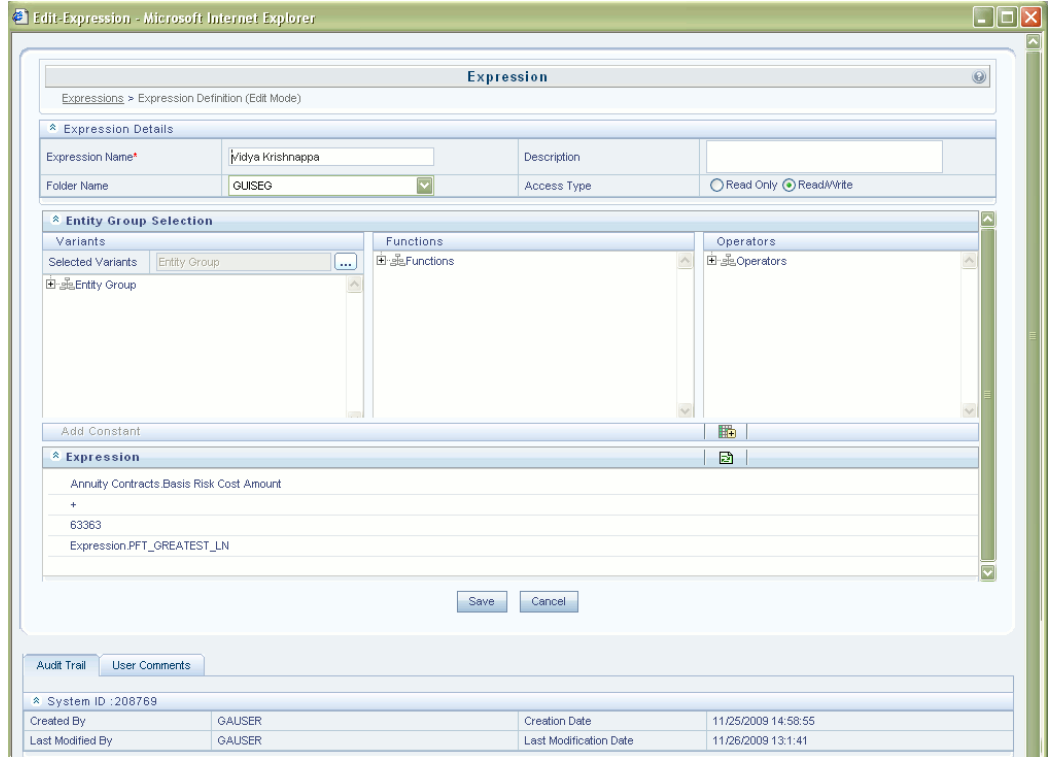 Edit-Expression - Microsoft Internet Explorer
Expression
Expressions > Expression Definition (Edit Mode)
Expression Details
Expression Name* Vidya Krishnappa Description
Folder Name GUISEG Access Type Read Only Read/Write
Entity Group Selection
Variants Functions Operators
Selected Variants Entity Group ... Functions Operators
Entity Group
Add Constant
Expression
Annuity Contracts.Basis Risk Cost Amount
+
63363
Expression.PFT_GREATEST_LN
Save Cancel
Audit Trail User Comments
System ID :208769
Created By GAUSER Creation Date 11/25/2009 14:58:55
Last Modified By GAUSER Last Modification Date 11/26/2009 13:1:41